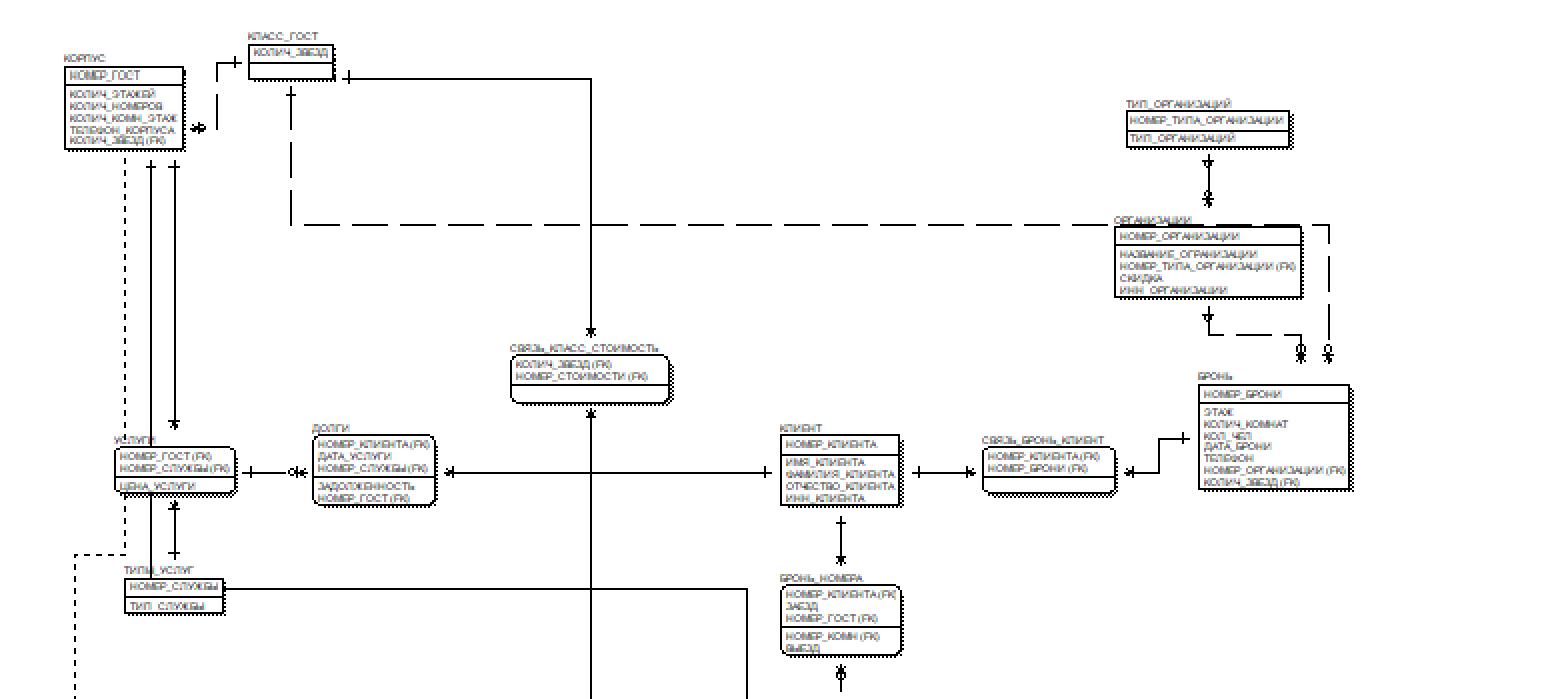 КЛАСС_ГОСТ
КОЛИЧ_ЗВЕЗД
КОРПУС
НОМЕР_ГОСТ
КОЛИЧ_ЭТАЖЕЙ
КОЛИЧ_НОМЕРОВ
КОЛИЧ_КОМН_ЭТАЖ
ТЕЛЕФОН_КОРПУСА
КОЛИЧ_ЗВЕЗД (FK)
ТИП_ОРГАНИЗАЦИЙ
НОМЕР_ТИПА_ОРГАНИЗАЦИИ
ТИП_ОРГАНИЗАЦИЙ
ОРГАНИЗАЦИИ
НОМЕР_ОРГАНИЗАЦИИ
НАЗВАНИЕ_ОГРАНИЗАЦИИ
НОМЕР_ТИПА_ОРГАНИЗАЦИИ (FK)
СКИДКА
ИНН_ОРГАНИЗАЦИИ
СВЯЗЬ_КЛАСС_СТОИМОСТЬ
КОЛИЧ_ЗВЕЗД (FK)
НОМЕР_СТОИМОСТИ (FK)
БРОНЬ
НОМЕР_БРОНИ
ЭТАЖ
КОЛИЧ_КОМНАТ
КОЛ_ЧЕЛ
ДАТА_БРОНИ
ТЕЛЕФОН
НОМЕР_ОРГАНИЗАЦИИ (FK)
КОЛИЧ_ЗВЕЗД (FK)
УСЛУГИ
НОМЕР_ГОСТ (FK)
НОМЕР_СЛУЖБЫ (FK)
ЦЕНА_УСЛУГИ
ДОЛГИ
НОМЕР_КЛИЕНТА (FK)
ДАТА_УСЛУГИ
НОМЕР_СЛУЖБЫ (FK)
ЗАДОЛЖЕННОСТЬ
НОМЕР_ГОСТ (FK)
КЛИЕНТ
НОМЕР_КЛИЕНТА
ИМЯ_КЛИЕНТА
ФАМИЛИЯ_КЛИЕНТА
ОТЧЕСТВО_КЛИЕНТА
ИНН_КЛИЕНТА
СВЯЗЬ_БРОНЬ_КЛИЕНТ
НОМЕР_КЛИЕНТА (FK)
НОМЕР_БРОНИ (FK)
ТИПЫ_УСЛУГ
НОМЕР_СЛУЖБЫ
ТИП_СЛУЖБЫ
БРОНЬ_НОМЕРА
НОМЕР_КЛИЕНТА (FK)
ЗАЕЗД
НОМЕР_ГОСТ (FK)
НОМЕР_КОМН (FK)
ВЫЕЗД